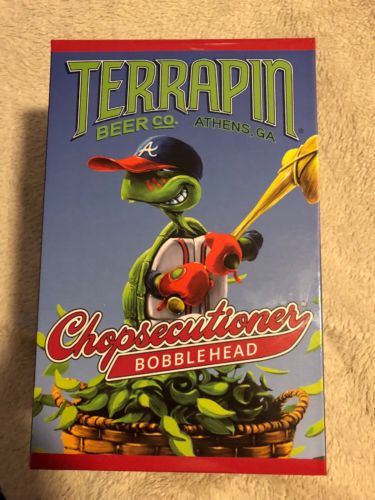 TERRAPIN
BEER CO. ATHENS, GA
A
Chopsecutioner
BOBBLEHEAD